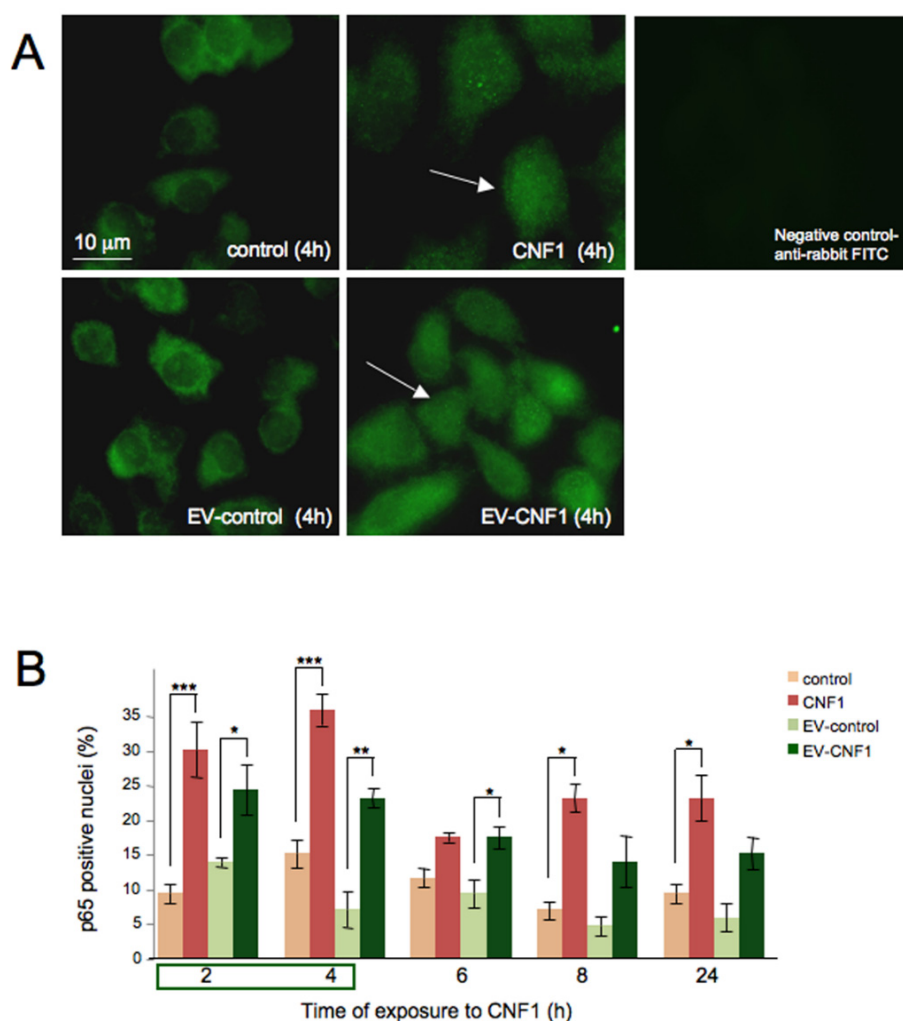 A
10 μm
control (4h)
CNF1 (4h)
Negative control-
anti-rabbit FITC
EV-control (4h)
EV-CNF1 (4h)
B
p65 positive nuclei (%)
35
30
25
20
15
10
5
0
***
*
***
**
*
*
*
control
CNF1
EV-control
EV-CNF1
2 4 6 8 24
Time of exposure to CNF1 (h)